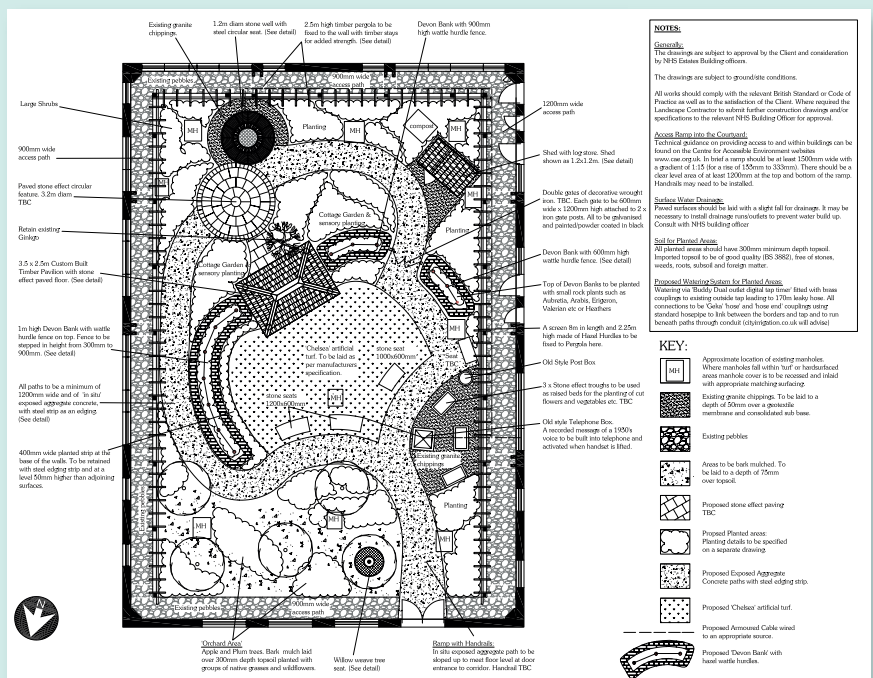 Existing granite
chippings.
1.2m diam stone well with
steel circular seat. (See detail)
2.5m high timber pergola to be
fixed to the wall with timber stays
for added strength. (See detail)
Devon Bank with 900mm
high wattle hurdle fence.
Large Shrubs
900mm wide
access path
Paved stone effect circular
feature. 3.2m diam
TBC
Retain existing
Ginkgo
3.5 x 2.5m Custom Built
Timber Pavilion with stone
effect paved floor. (See detail)
1m high Devon Bank with wattle
hurdle fence on top. Fence to be
stepped in height from 300mm to
900mm. (See detail)
All paths to be a minimum of
1200mm wide and of 'in situ'
exposed aggregate concrete,
with steel strip as an edging.
(See detail)
400mm wide planted strip at the
base of the walls. To be retained
with steel edging strip and at a
level 50mm higher than adjoining
surfaces.
Existing pebbles
900mm wide
access path
MH
Planting
MH
compost
MH
Cottage Garden &
sensory planting
Planting
Cottage Garden &
sensory planting
MH
'Chelsea' artificial
turf. To be laid as
per manufacturers
specification.
stone seats
1000x600mm
Seat
TBC
stone seats
1200x600mm
MH
Existing granite
chippings
Planting
MH
MH
MH
Existing pebbles
Existing pebbles
900mm wide
access path
1200mm wide
access path
Shed with log store. Shed
shown as 1.2x1.2m. (See detail)
Double gates of decorative wrought
iron. TBC. Each gate to be 600mm
wide x 1200mm high attached to 2 x
iron gate posts. All to be galvanised
and painted/powder coated in black
Devon Bank with 600mm high
wattle hurdle fence. (See detail)
Top of Devon Banks to be planted
with small rock plants such as
Aubretia, Arabis, Erigeron,
Valerian etc or Heathers
A screen 8m in length and 2.25m
high made of Hazel Hurdles to be
fixed to Pergola here.
Old Style Post Box
3 x Stone effect troughs to be used
as raised beds for the planting of cut
flowers and vegetables etc. TBC
Old style Telephone Box.
A recorded message of a 1930's
voice to be built into telephone and
activated when handset is lifted.
'Orchard Area'
Apple and Plum trees. Bark mulch laid
over 300mm depth topsoil planted with
groups of native grasses and wildflowers.
Willow weave tree
seat. (See detail)
Ramp with Handrails:
In situ exposed aggregate path to be
sloped up to meet floor level at door
entrance to corridor. Handrail TBC
N
NOTES:
Generally:
The drawings are subject to approval by the Client and consideration
by NHS Estates Building officers.
The drawings are subject to ground/site conditions.
All works should comply with the relevant British Standard or Code of
Practice as well as to the satisfaction of the Client. Where required the
Landscape Contractor to submit further construction drawings and/or
specifications to the relevant NHS Building Officer for approval.
Access Ramp into the Courtyard:
Technical guidance on providing access to and within buildings can be
found on the Centre for Accessible Environment websites
www.cae.org.uk. In brief a ramp should be at least 1500mm wide with
a gradient of 1:15 (for a rise of to 333mm). There should be a
clear level area of at least 1200mm at the top and bottom of the ramp.
Handrails may need to be installed.
Surface Water Drainage:
Paved surfaces should be laid with a slight fall for drainage. It may be
necessary to install drainage runs/outlets to prevent water build up.
Consult with NHS building officer
Soil for Planted Areas:
All planted areas should have 300mm minimum depth topsoil.
Imported topsoil to be of good quality (BS 3882), free of stones,
weeds, roots, subsoil and foreign matter.
Proposed Watering System for Planted Areas:
Watering via 'Buddy Dual outlet digital tap timer' fitted with brass
couplings to existing outside tap leading to 170m leaky hose. All
connections to be 'Geka' 'hose' and 'hose end' couplings using
standard hosepipe to link between the borders and tap and to run
beneath paths through conduit (cityirrigation.co.uk will advise)
KEY:
MH
Approximate location of existing manholes.
Where manholes fall within 'turf' or hardsurfaced
areas manhole cover is to be recessed and inlaid
with appropriate matching surfacing.
Existing granite chippings. To be laid to a
depth of 50mm over a geotextile
membrane and consolidated sub base.
Existing pebbles
Areas to be bark mulched. To
be laid to a depth of 75mm
over topsoil.
Proposed stone effect paving
TBC
Propsed Planted areas:
Planting details to be specified
on a separate drawing.
Proposed Exposed Aggregate
Concrete paths with steel edging strip.
Proposed 'Chelsea' artificial turf.
Proposed Armoured Cable wired
to an appropriate source.
Proposed 'Devon Bank' with
hazel wattle hurdles.